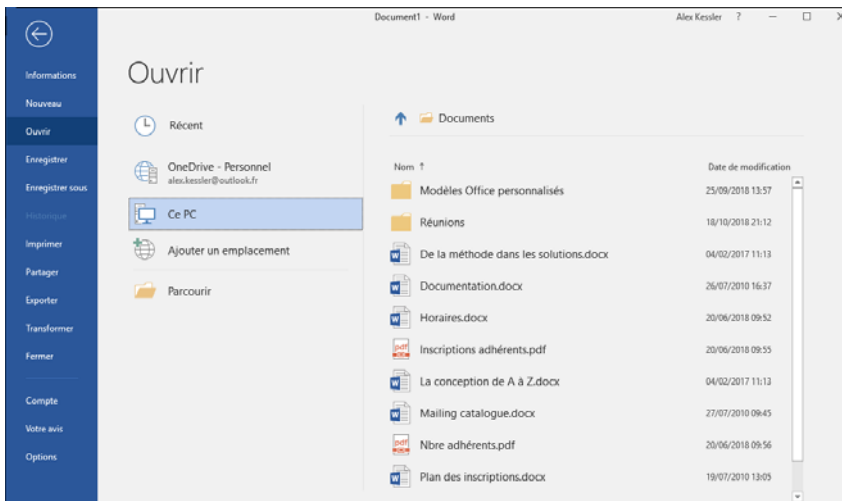 Document1 - Word
Alex Kessler ?
Informations
Nouveau
Ouvrir
Enregistrer
Enregistrer sous
Historique
Imprimer
Partager
Exporter
Transformer
Fermer
Compte
Votre avis
Options
Ouvrir
Récent
OneDrive - Personnel
alex.kessler@outlook.fr
Ce PC
Ajouter un emplacement
Parcourir
Documents
Nom ↑ Date de modification
Modèles Office personnalisés 25/09/2018 13:57
Réunions 18/10/2018 21:12
De la méthode dans les solutions.docx 04/02/2017 11:13
Documentation.docx 26/07/2010 16:37
Horaires.docx 20/06/2018 09:52
Inscriptions adhérents.pdf 20/06/2018 09:55
La conception de A à Z.docx 04/02/2017 11:13
Mailing catalogue.docx 27/07/2010 09:45
Nbre adhérents.pdf 20/06/2018 09:56
Plan des inscriptions.docx 19/07/2010 13:05